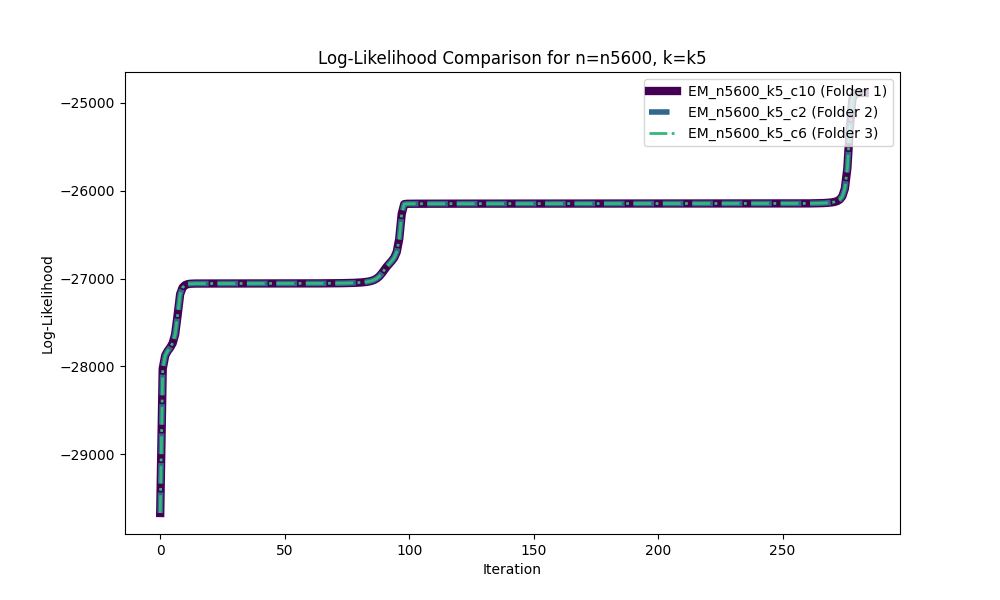 Log-Likelihood Comparison for n=n5600, k=k5
EM_n5600_k5_c10 (Folder 1)
EM_n5600_k5_c2 (Folder 2)
EM_n5600_k5_c6 (Folder 3)
−25000
−26000
−27000
−28000
−29000
Log-Likelihood
0 50 100 150 200 250
Iteration